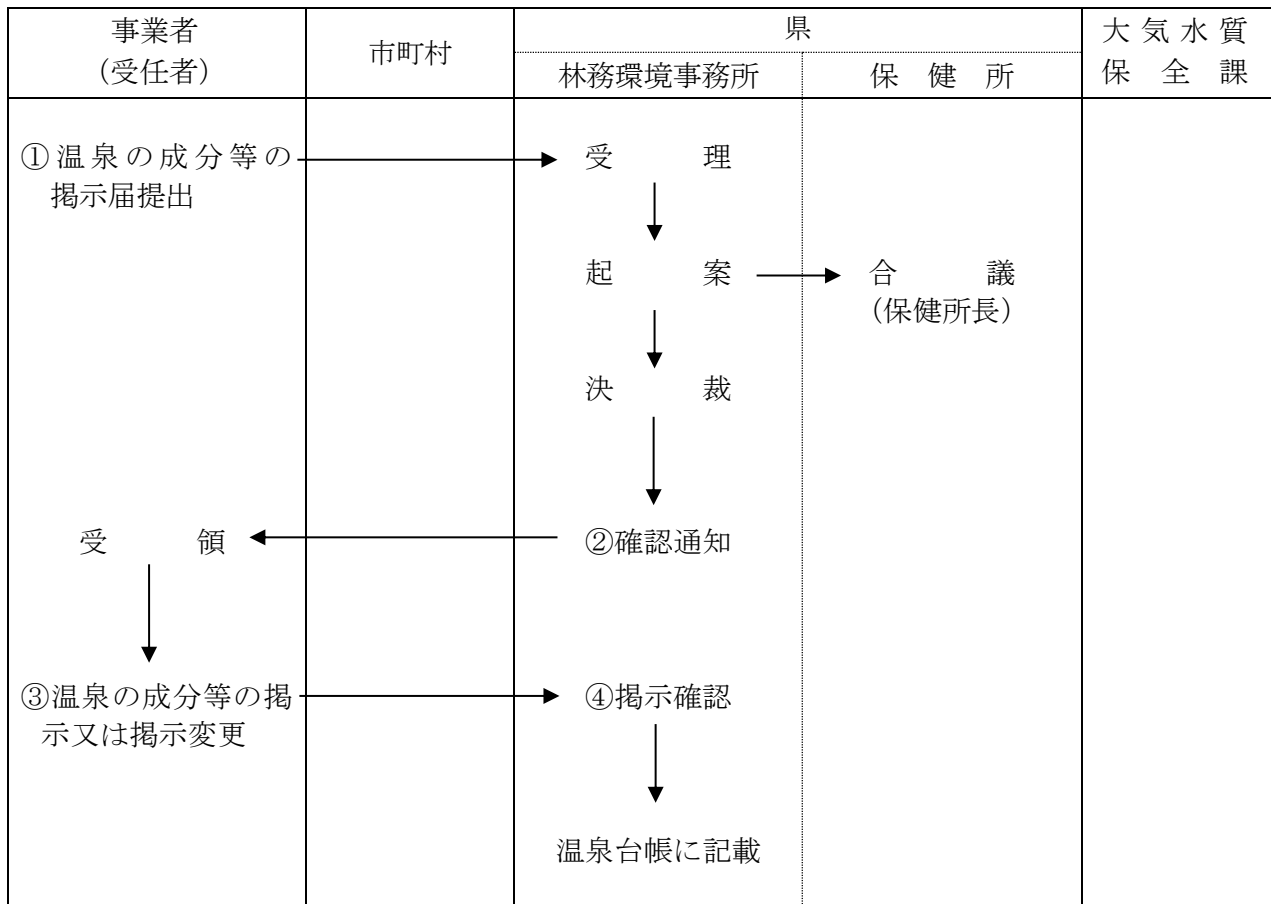 事業者
(受任者)
市町村
県
林務環境事務所
保健所
大気水質
保全課
①温泉の成分等の
掲示届提出
受理
起案
合議
(保健所長)
決裁
受領
②確認通知
③温泉の成分等の掲
示又は掲示変更
④掲示確認
温泉台帳に記載